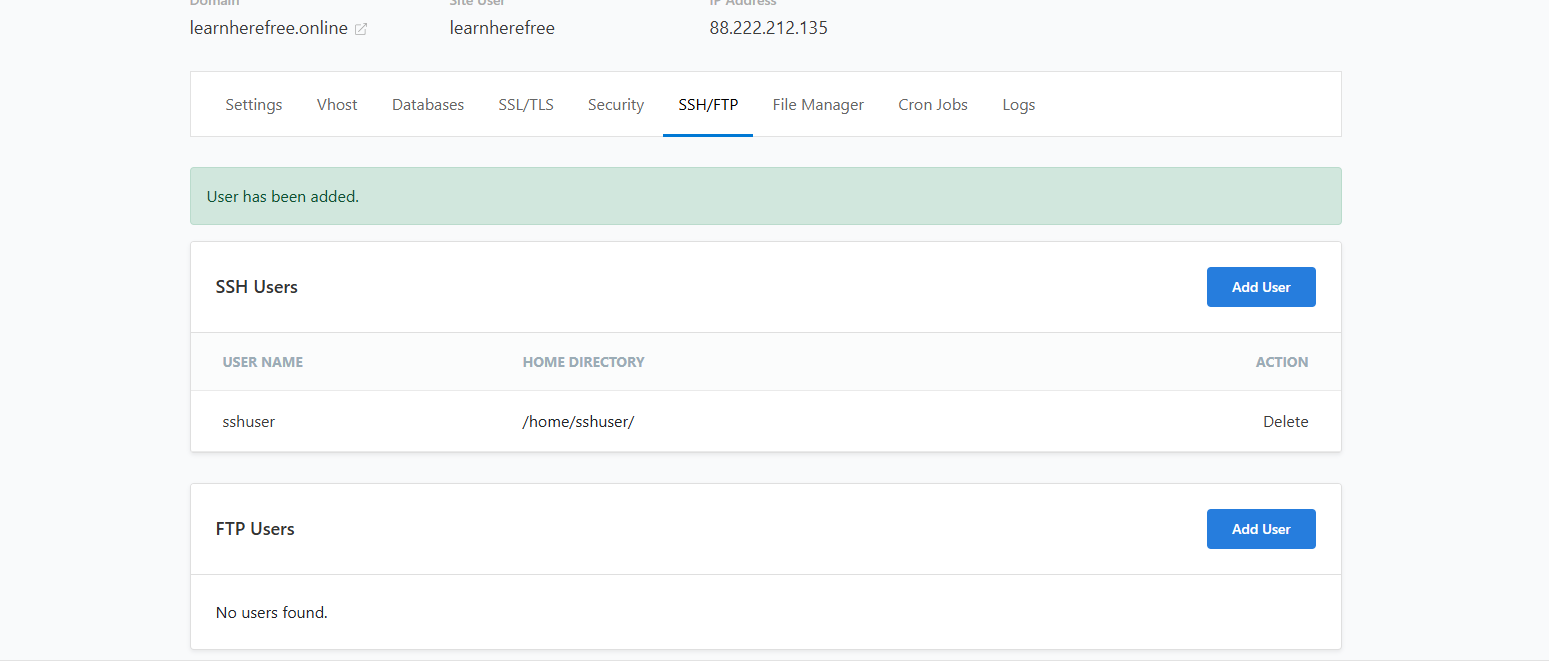 Domain Site User IP Address
learnherefree.online learnherefree 88.222.212.135
Settings Vhost Databases SSL/TLS Security SSH/FTP File Manager Cron Jobs Logs
User has been added.
SSH Users Add User
USER NAME HOME DIRECTORY ACTION
sshuser /home/sshuser/ Delete
FTP Users Add User
No users found.